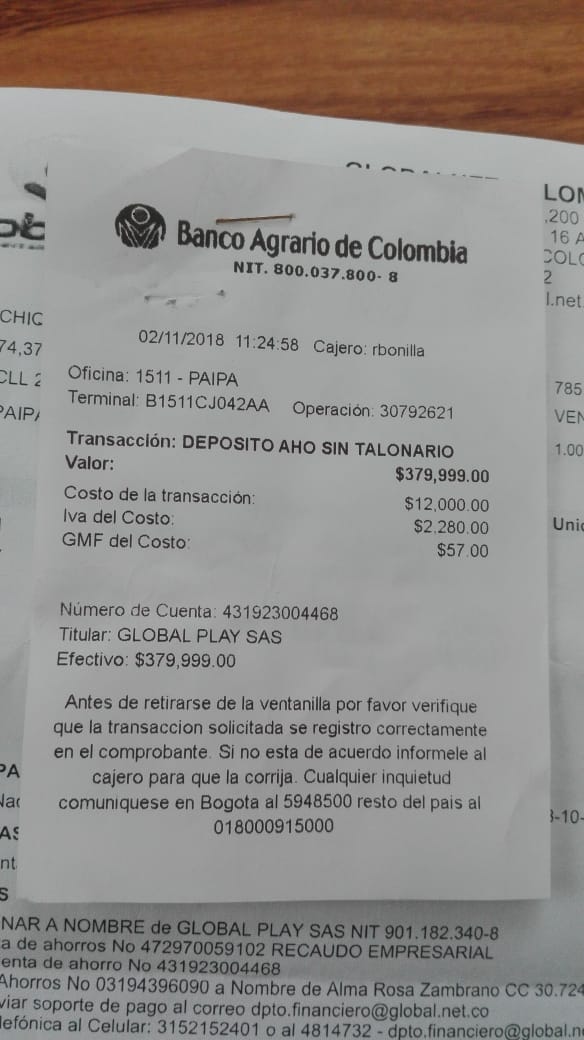 Banco Agrario de Colombia
NIT. 800.037.800- 8
02/11/2018 11:24:58 Cajero: rbonilla
Oficina: 1511 - PAIPA
Terminal: B1511CJ042AA Operación: 30792621
Transacción: DEPOSITO AHO SIN TALONARIO
Valor: $379,999.00
Costo de la transacción: $12,000.00
Iva del Costo: $2.280.00
GMF del Costo: $57.00
Número de Cuenta: 431923004468
Titular: GLOBAL PLAY SAS
Efectivo: $379,999.00
Antes de retirarse de la ventanilla por favor verifique
que la transaccion solicitada se registro correctamente
en el comprobante. Si no esta de acuerdo informele al
cajero para que la corrija. Cualquier inquietud
comuniquese en Bogota al 5948500 resto del pais al
018000915000
CHIC
74,37
CLL 2
PAIPA
,200
16 A
COLO
2
l.net.
785
VEN
1.00
Unid
NAR A NOMBRE de GLOBAL PLAY SAS NIT 901.182.340-8
a de ahorros No 472970059102 RECAUDO EMPRESARIAL
enta de ahorro No 431923004468
Ahorros No 03194396090 a Nombre de Alma Rosa Zambrano CC 30.724
viar soporte de pago al correo dpto.financiero@global.net.co
lefónica al Celular: 3152152401 o al 4814732 - dpto.financiero@global.ne